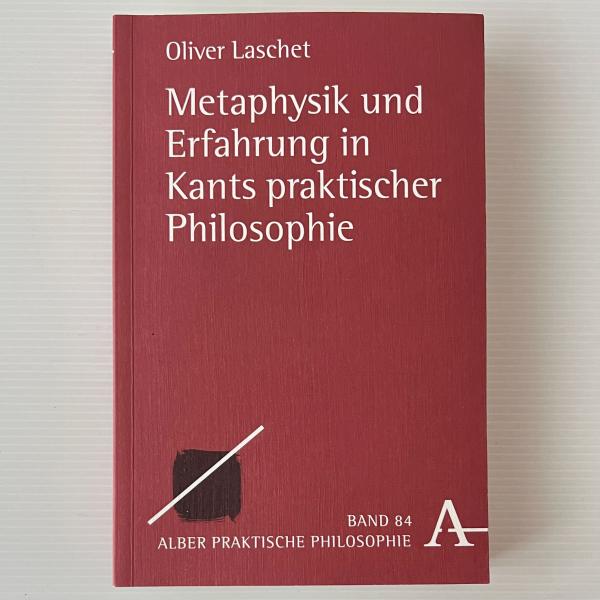 Oliver Laschet
Metaphysik und
Erfahrung in
Kants praktischer
Philosophie
BAND 84
ALBER PRAKTISCHE PHILOSOPHIE
A